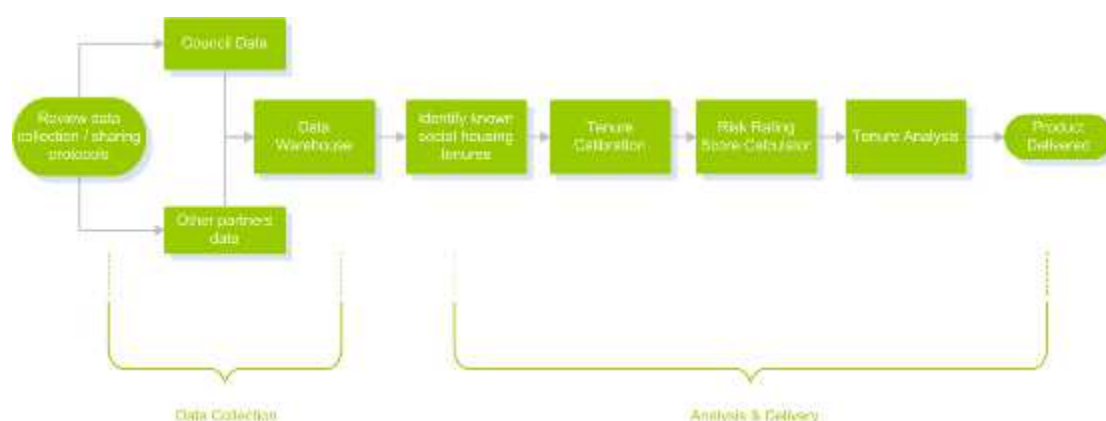 Council Data
Review data
collection / sharing
protocols
Data
Warehouse
Identify known
social housing
tenures
Tenure
Calibration
Risk Rating
Score Calculator
Tenure Analysis
Product
Delivered
Other partners
data
Data Collection
Analysis & Delivery